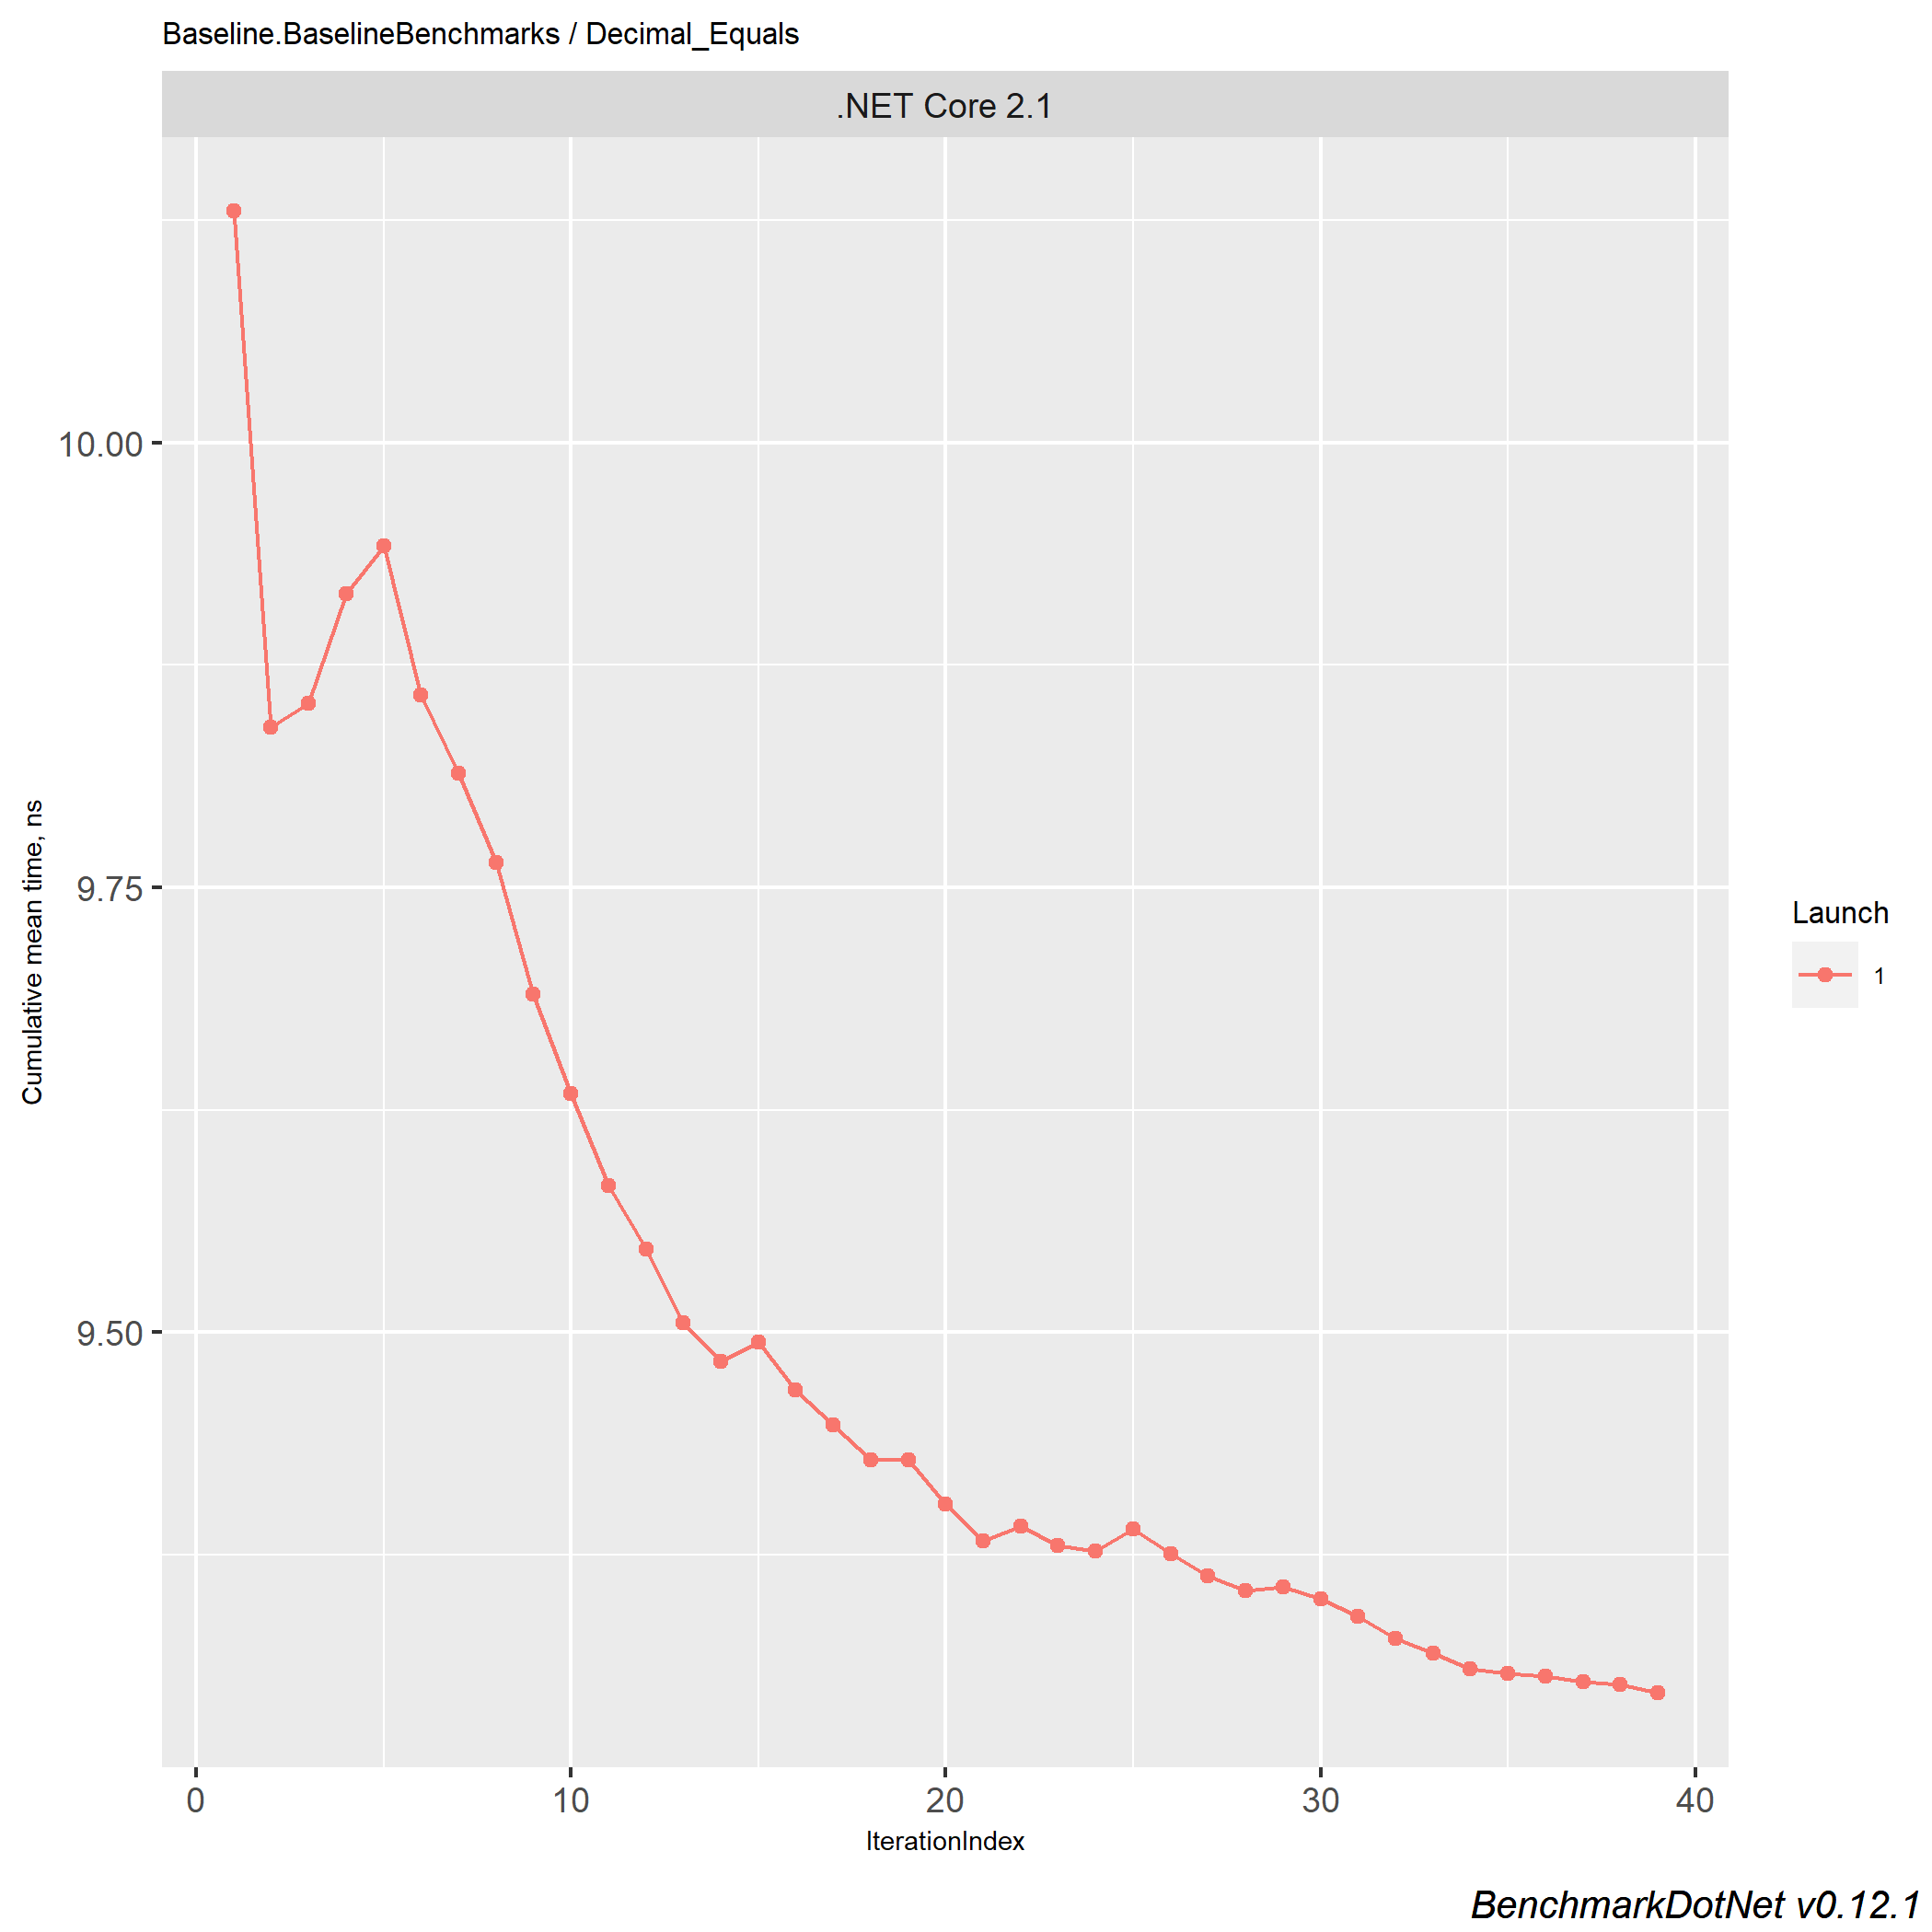 Baseline.BaselineBenchmarks / Decimal_Equals
.NET Core 2.1
10.00
9.75
9.50
Cumulative mean time, ns
0 10 20 30 40
IterationIndex
Launch
1
BenchmarkDotNet v0.12.1